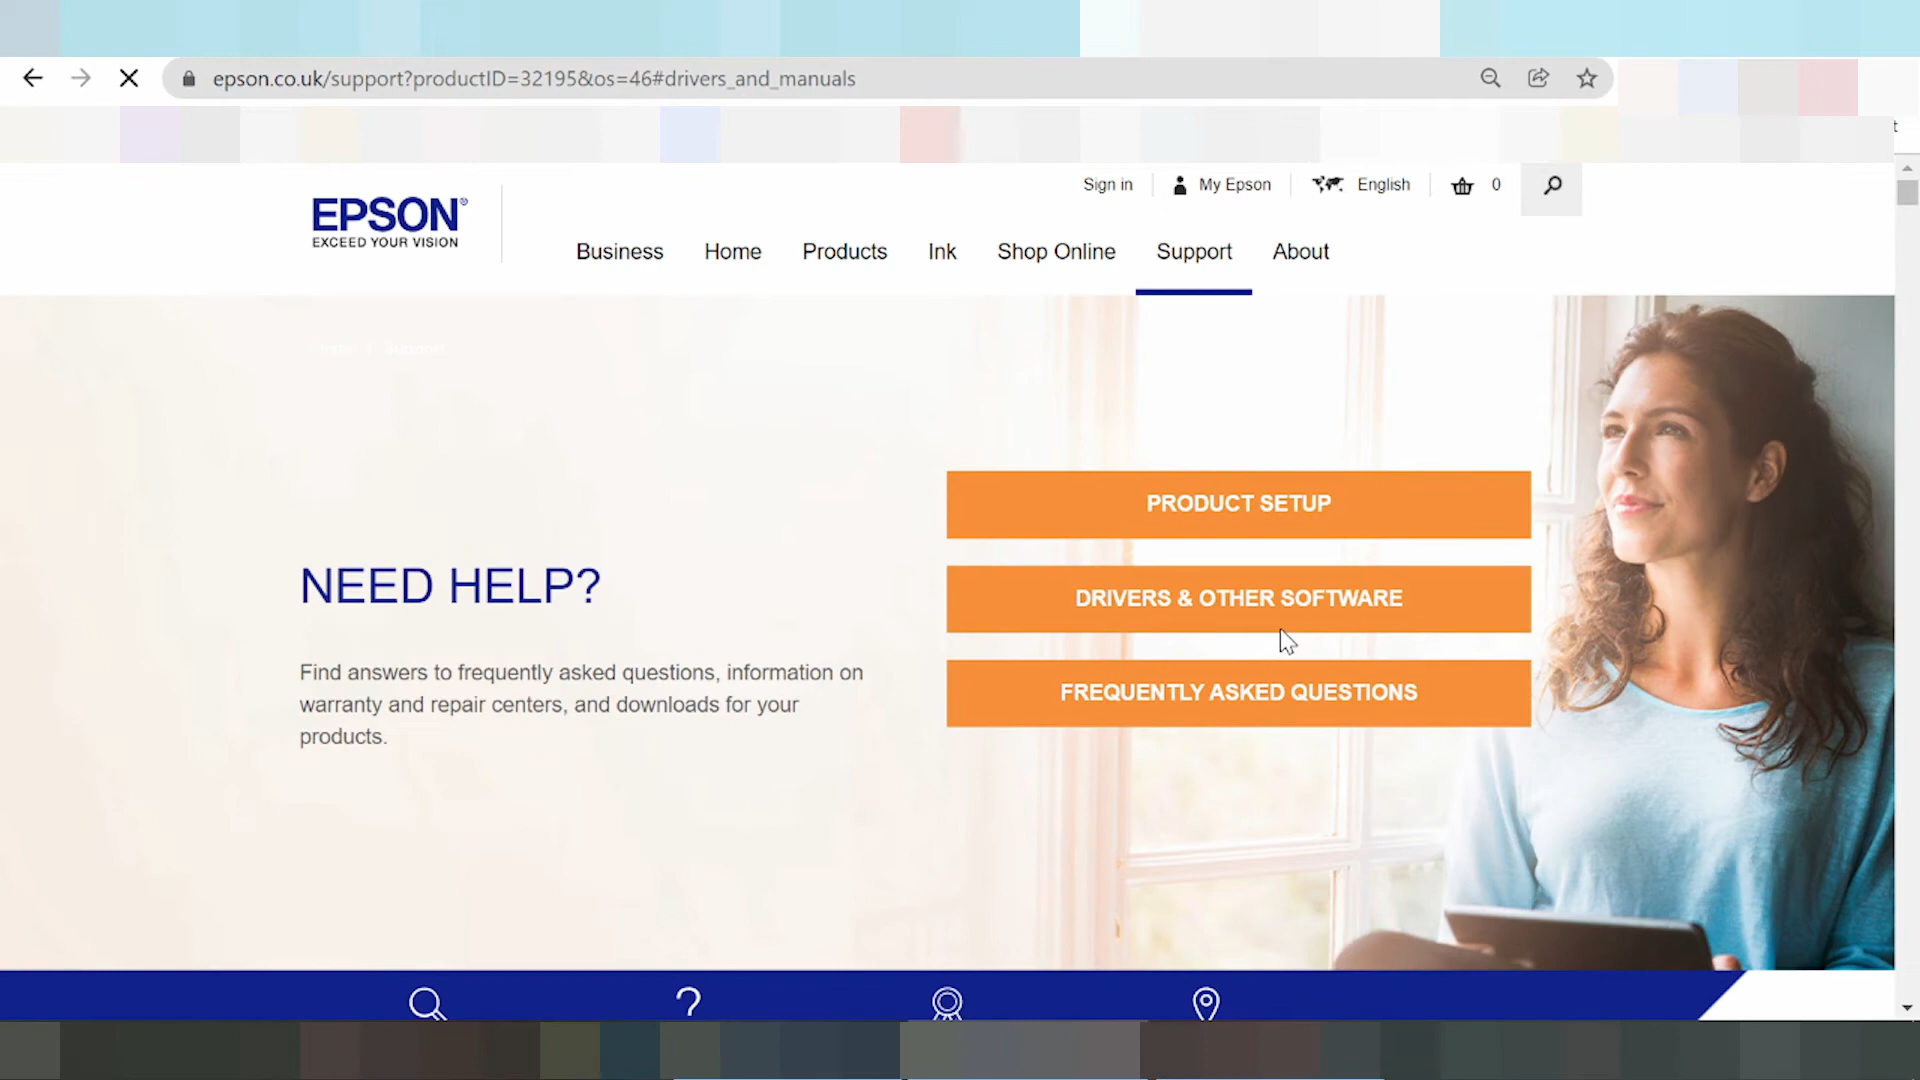 epson.co.uk/support?productID=32195&os=46#drivers_and_manuals
t
Sign in
My Epson
English
0
EPSON®
EXCEED YOUR VISION
Business
Home
Products
Ink
Shop Online
Support
About
Support
PRODUCT SETUP
DRIVERS & OTHER SOFTWARE
FREQUENTLY ASKED QUESTIONS
NEED HELP?
Find answers to frequently asked questions, information on
warranty and repair centers, and downloads for your
products.